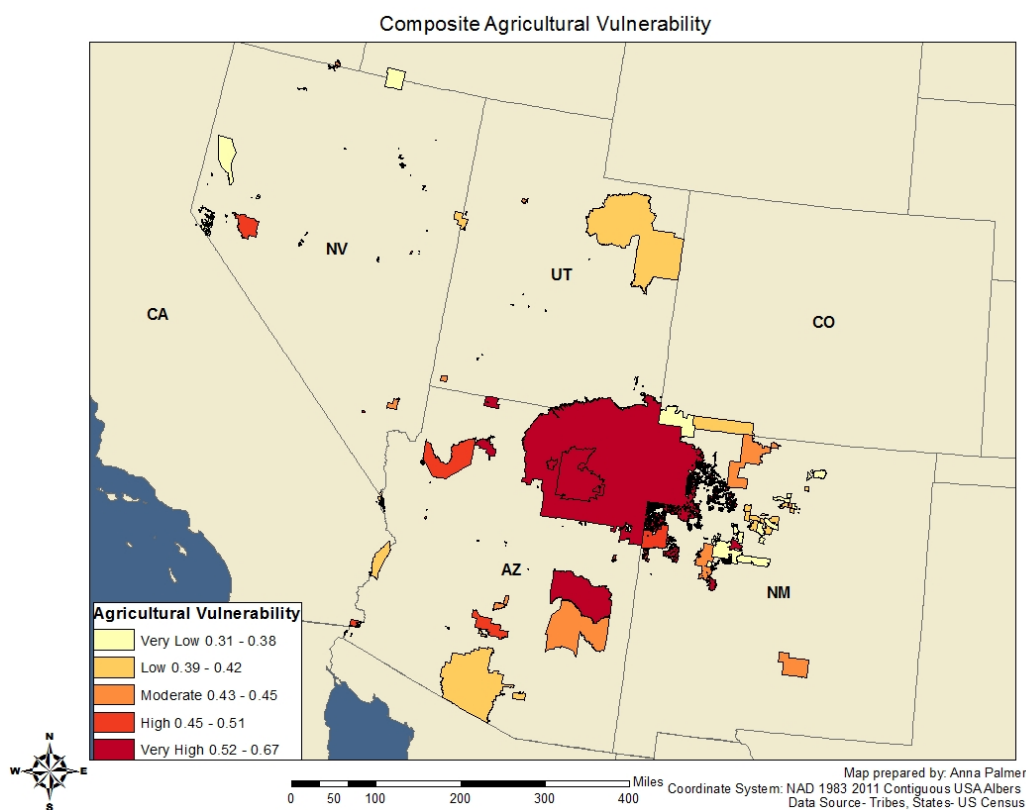 Composite Agricultural Vulnerability
NV
UT
CA
CO
AZ
NM
Agricultural Vulnerability
Very Low 0.31 - 0.38
Low 0.39 - 0.42
Moderate 0.43 - 0.45
High 0.45 - 0.51
Very High 0.52 - 0.67
N
W E
S
Miles
0 50 100 200 300 400
Map prepared by: Anna Palmer
Coordinate System: NAD 1983 2011 Contiguous USA Albers
Data Source- Tribes, States- US Census